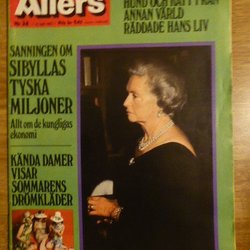 Allers
HUND OCH KATT FRÅN
ANNAN VÄRLD
RÄDDADE HANS LIV
SANNINGEN OM
SIBYLLAS
TYSKA
MILJONER
Allt om de kungligas
ekonomi
KÄNDA DAMER
VISAR
SOMMARENS
DRÖMKLÄDER